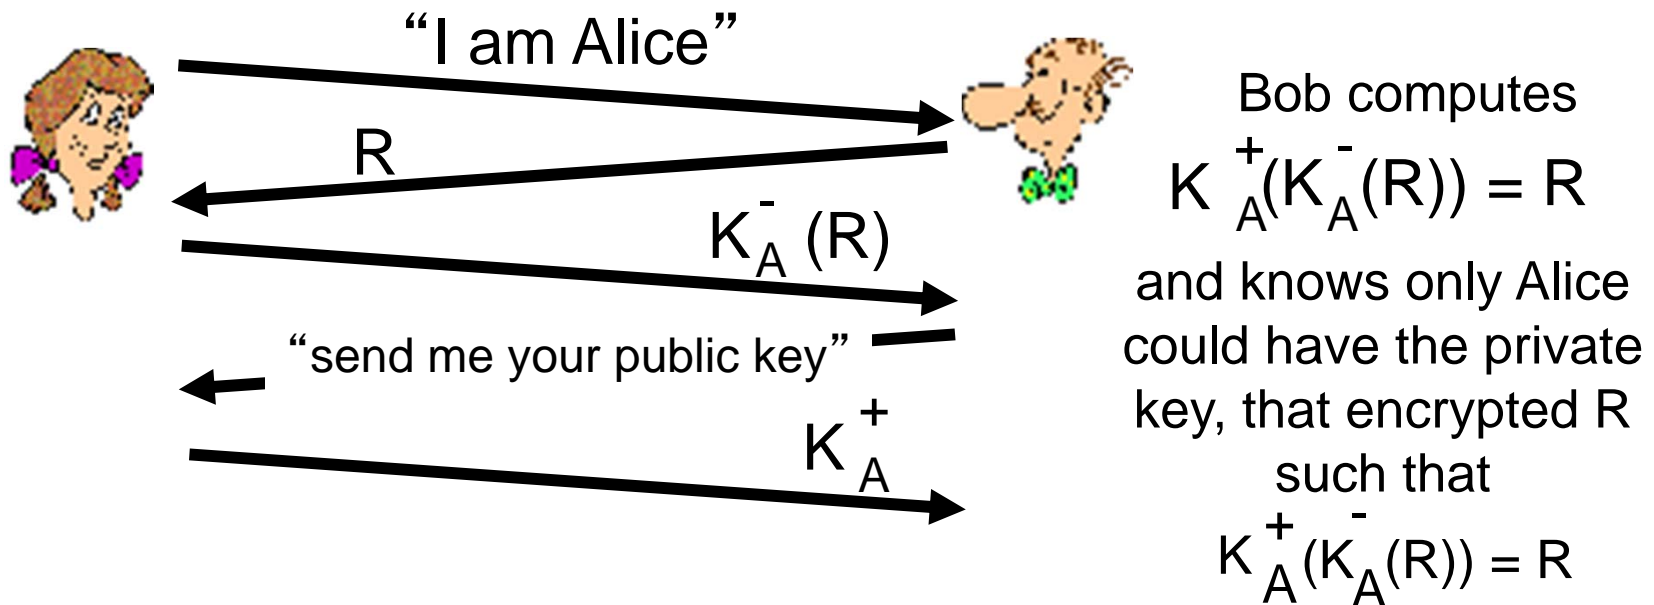 “I am Alice”
R
K_A^- (R)
“send me your public key”
K_A^+
Bob computes
K_A^+(K_A^-(R)) = R
and knows only Alice
could have the private
key, that encrypted R
such that
K_A^+(K_A^-(R)) = R